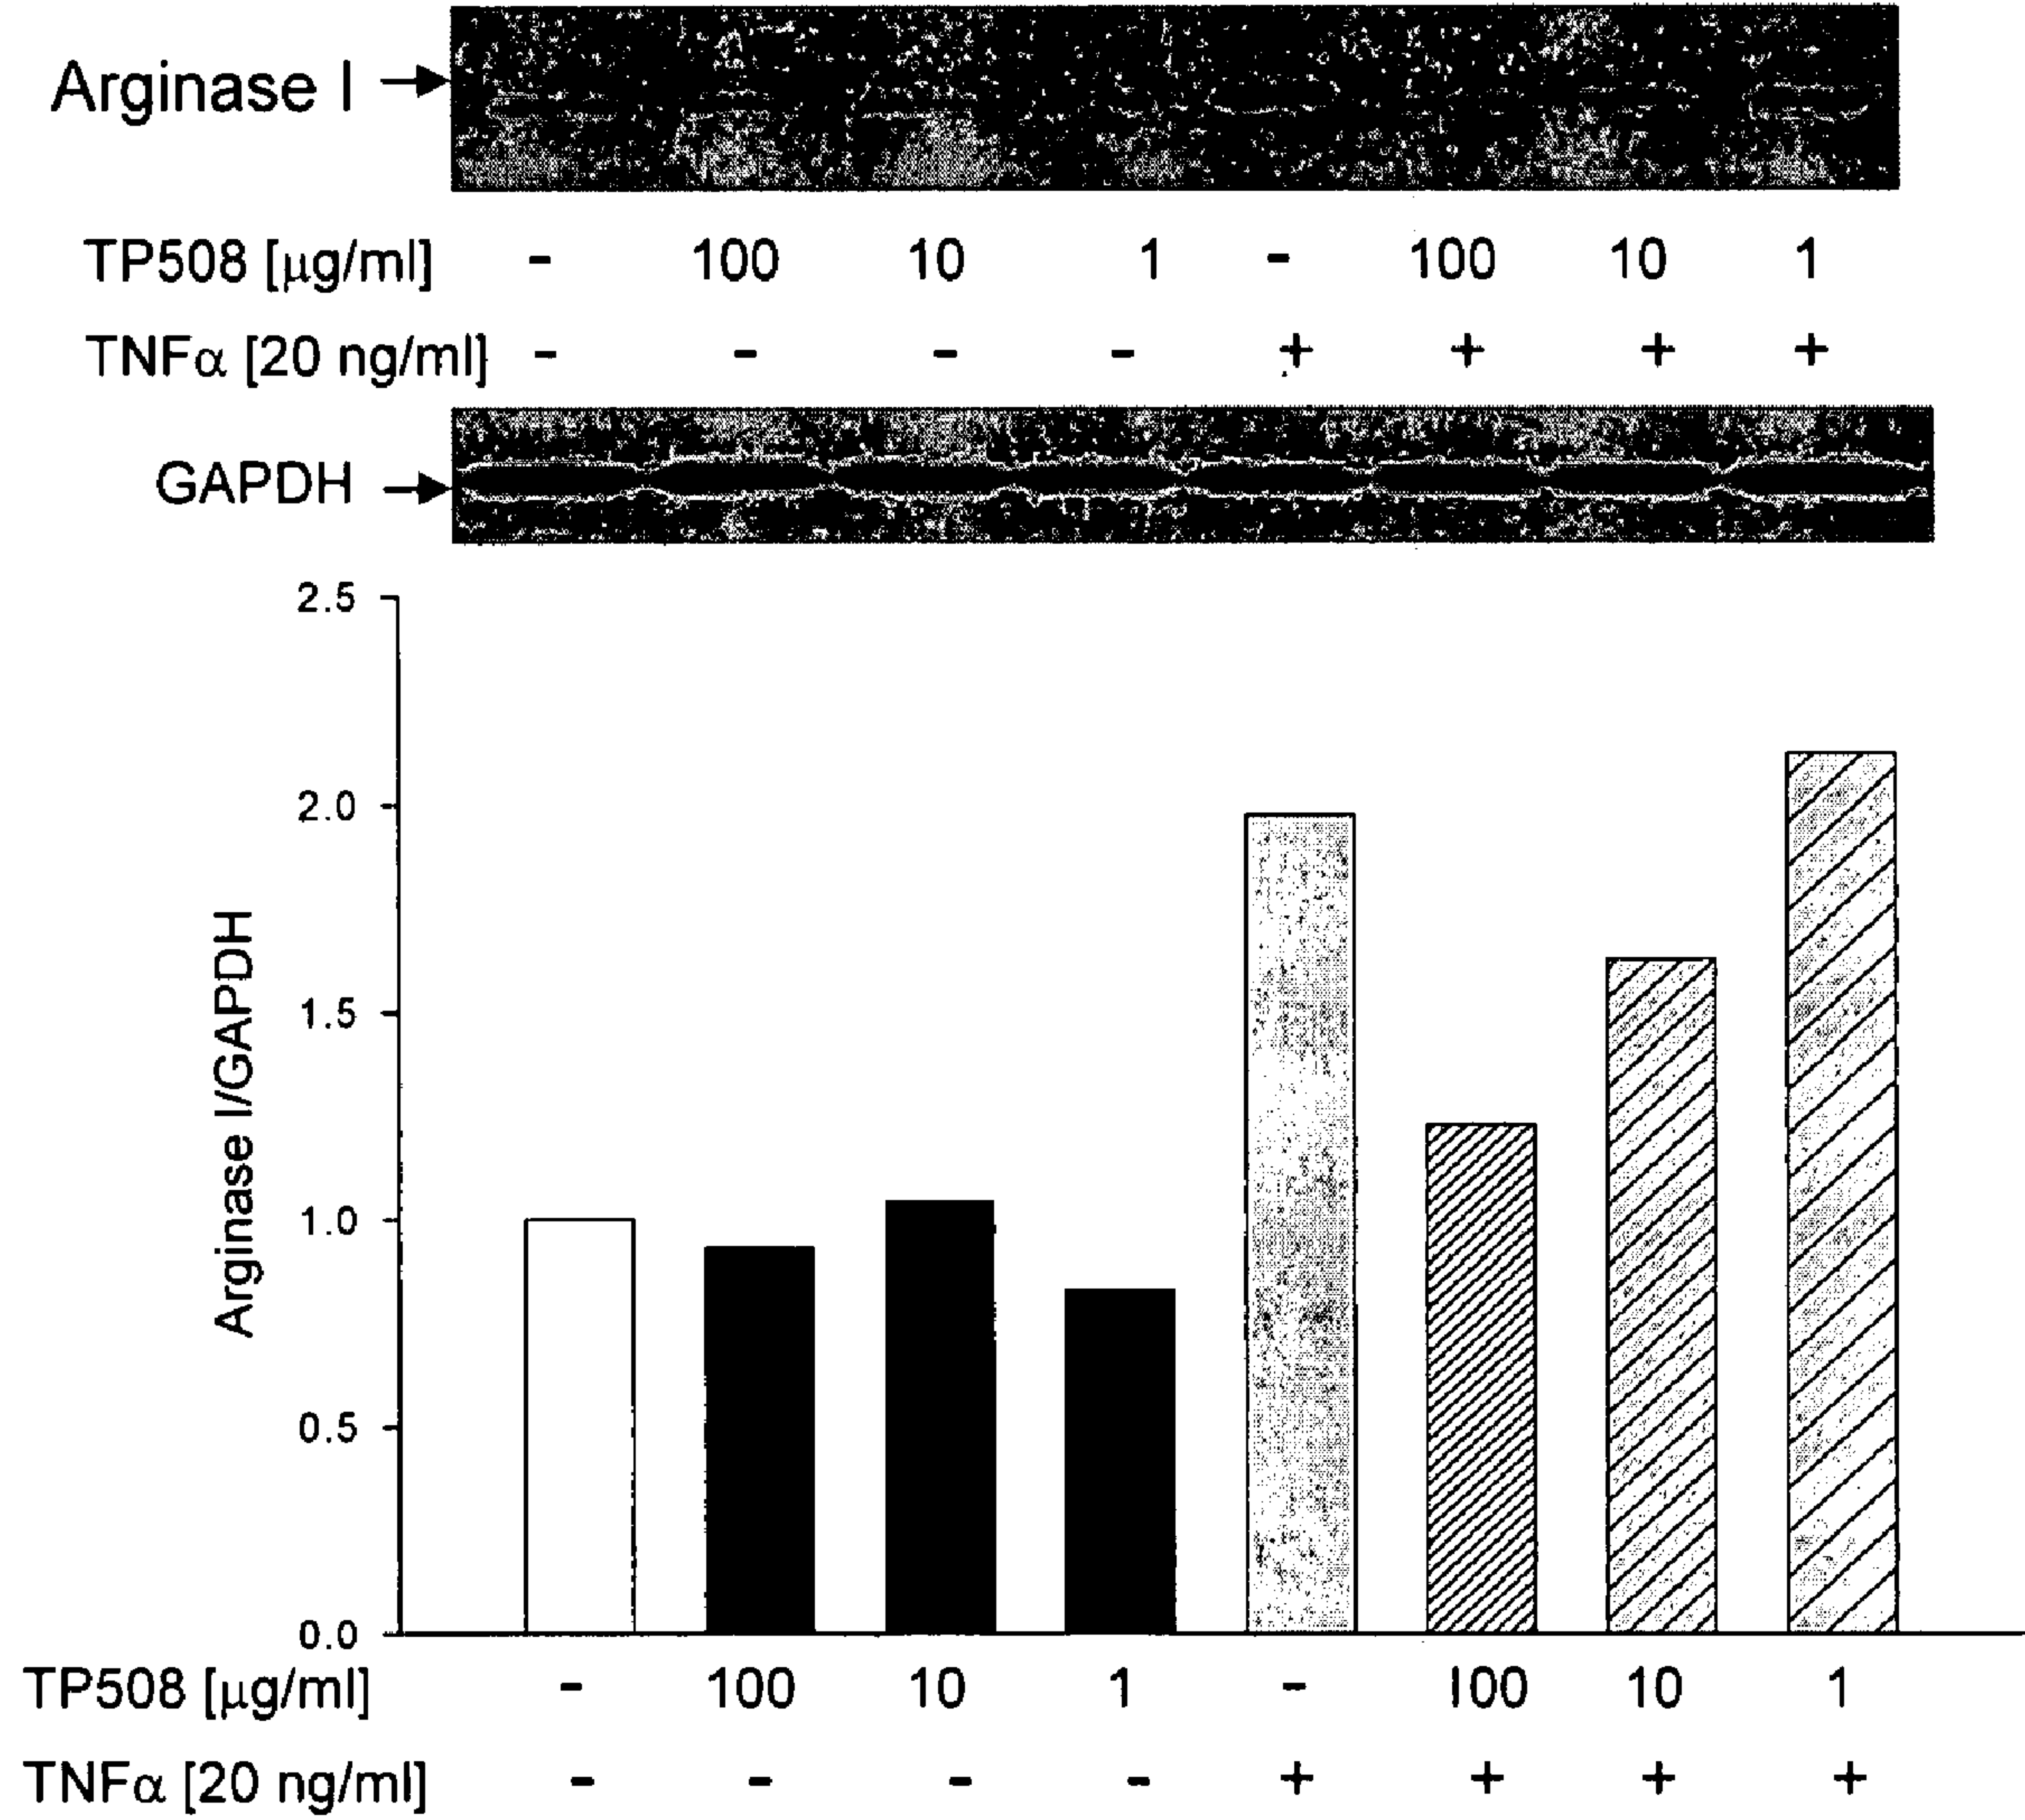 Arginase I
TP508 [μg/ml] - 100 10 1 - 100 10 1
TNFα [20 ng/ml] - - - - + + + +
GAPDH
2.5
2.0
1.5
1.0
0.5
0.0
Arginase I/GAPDH
TP508 [μg/ml] - 100 10 1 - 100 10 1
TNFα [20 ng/ml] - - - - + + + +